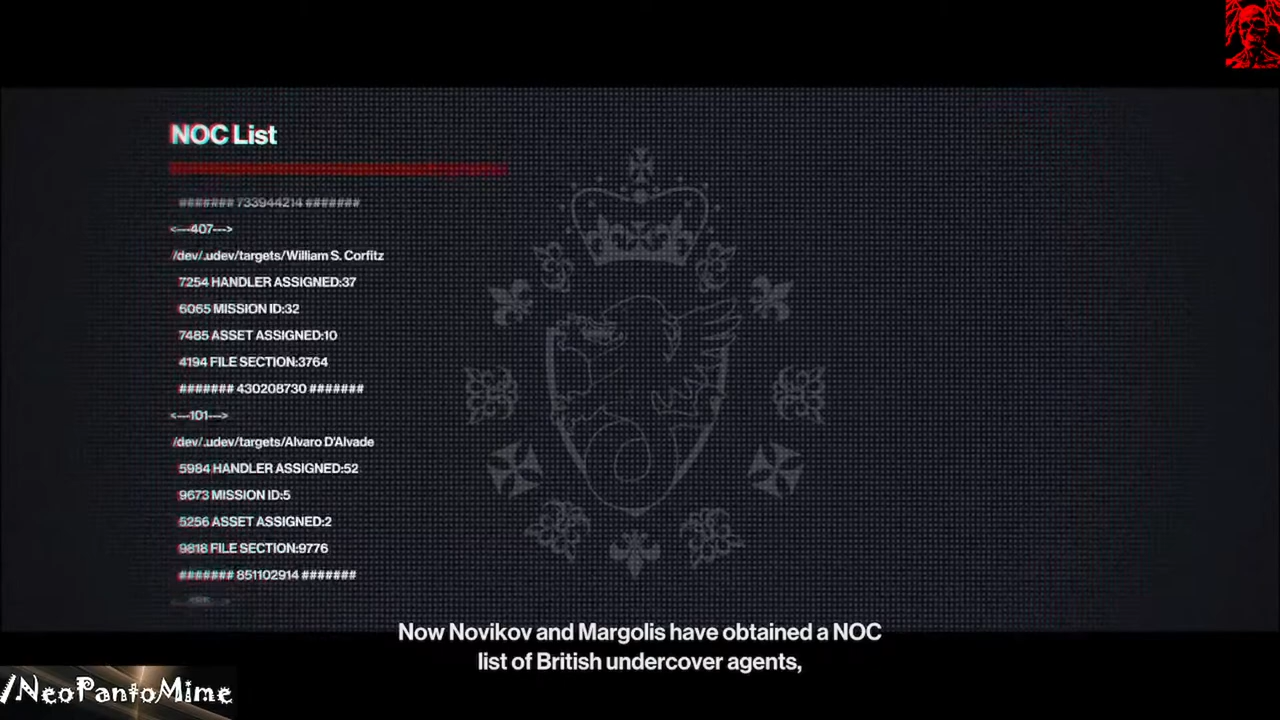 NOC List
####### 733944214 #######
<---407--->
/dev/.udev/targets/William S. Corfitz
7254 HANDLER ASSIGNED:37
6065 MISSION ID:32
7485 ASSET ASSIGNED:10
4194 FILE SECTION:3764
####### 430208730 #######
<---101--->
/dev/.udev/targets/Alvaro D'Alvade
5984 HANDLER ASSIGNED:52
9673 MISSION ID:5
5256 ASSET ASSIGNED:2
9818 FILE SECTION:9776
####### 851102914 #######
Now Novikov and Margolis have obtained a NOC
list of British undercover agents,
/NeoPantoMime